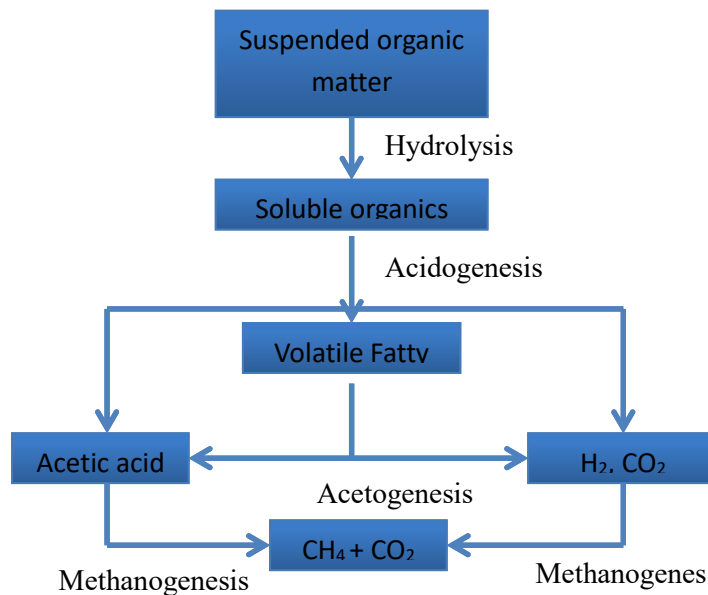 Suspended organic
matter
Hydrolysis
Soluble organics
Acidogenesis
Volatile Fatty
Acetic acid
H₂, CO₂
Acetogenesis
CH₄ + CO₂
Methanogenesis
Methanogenes